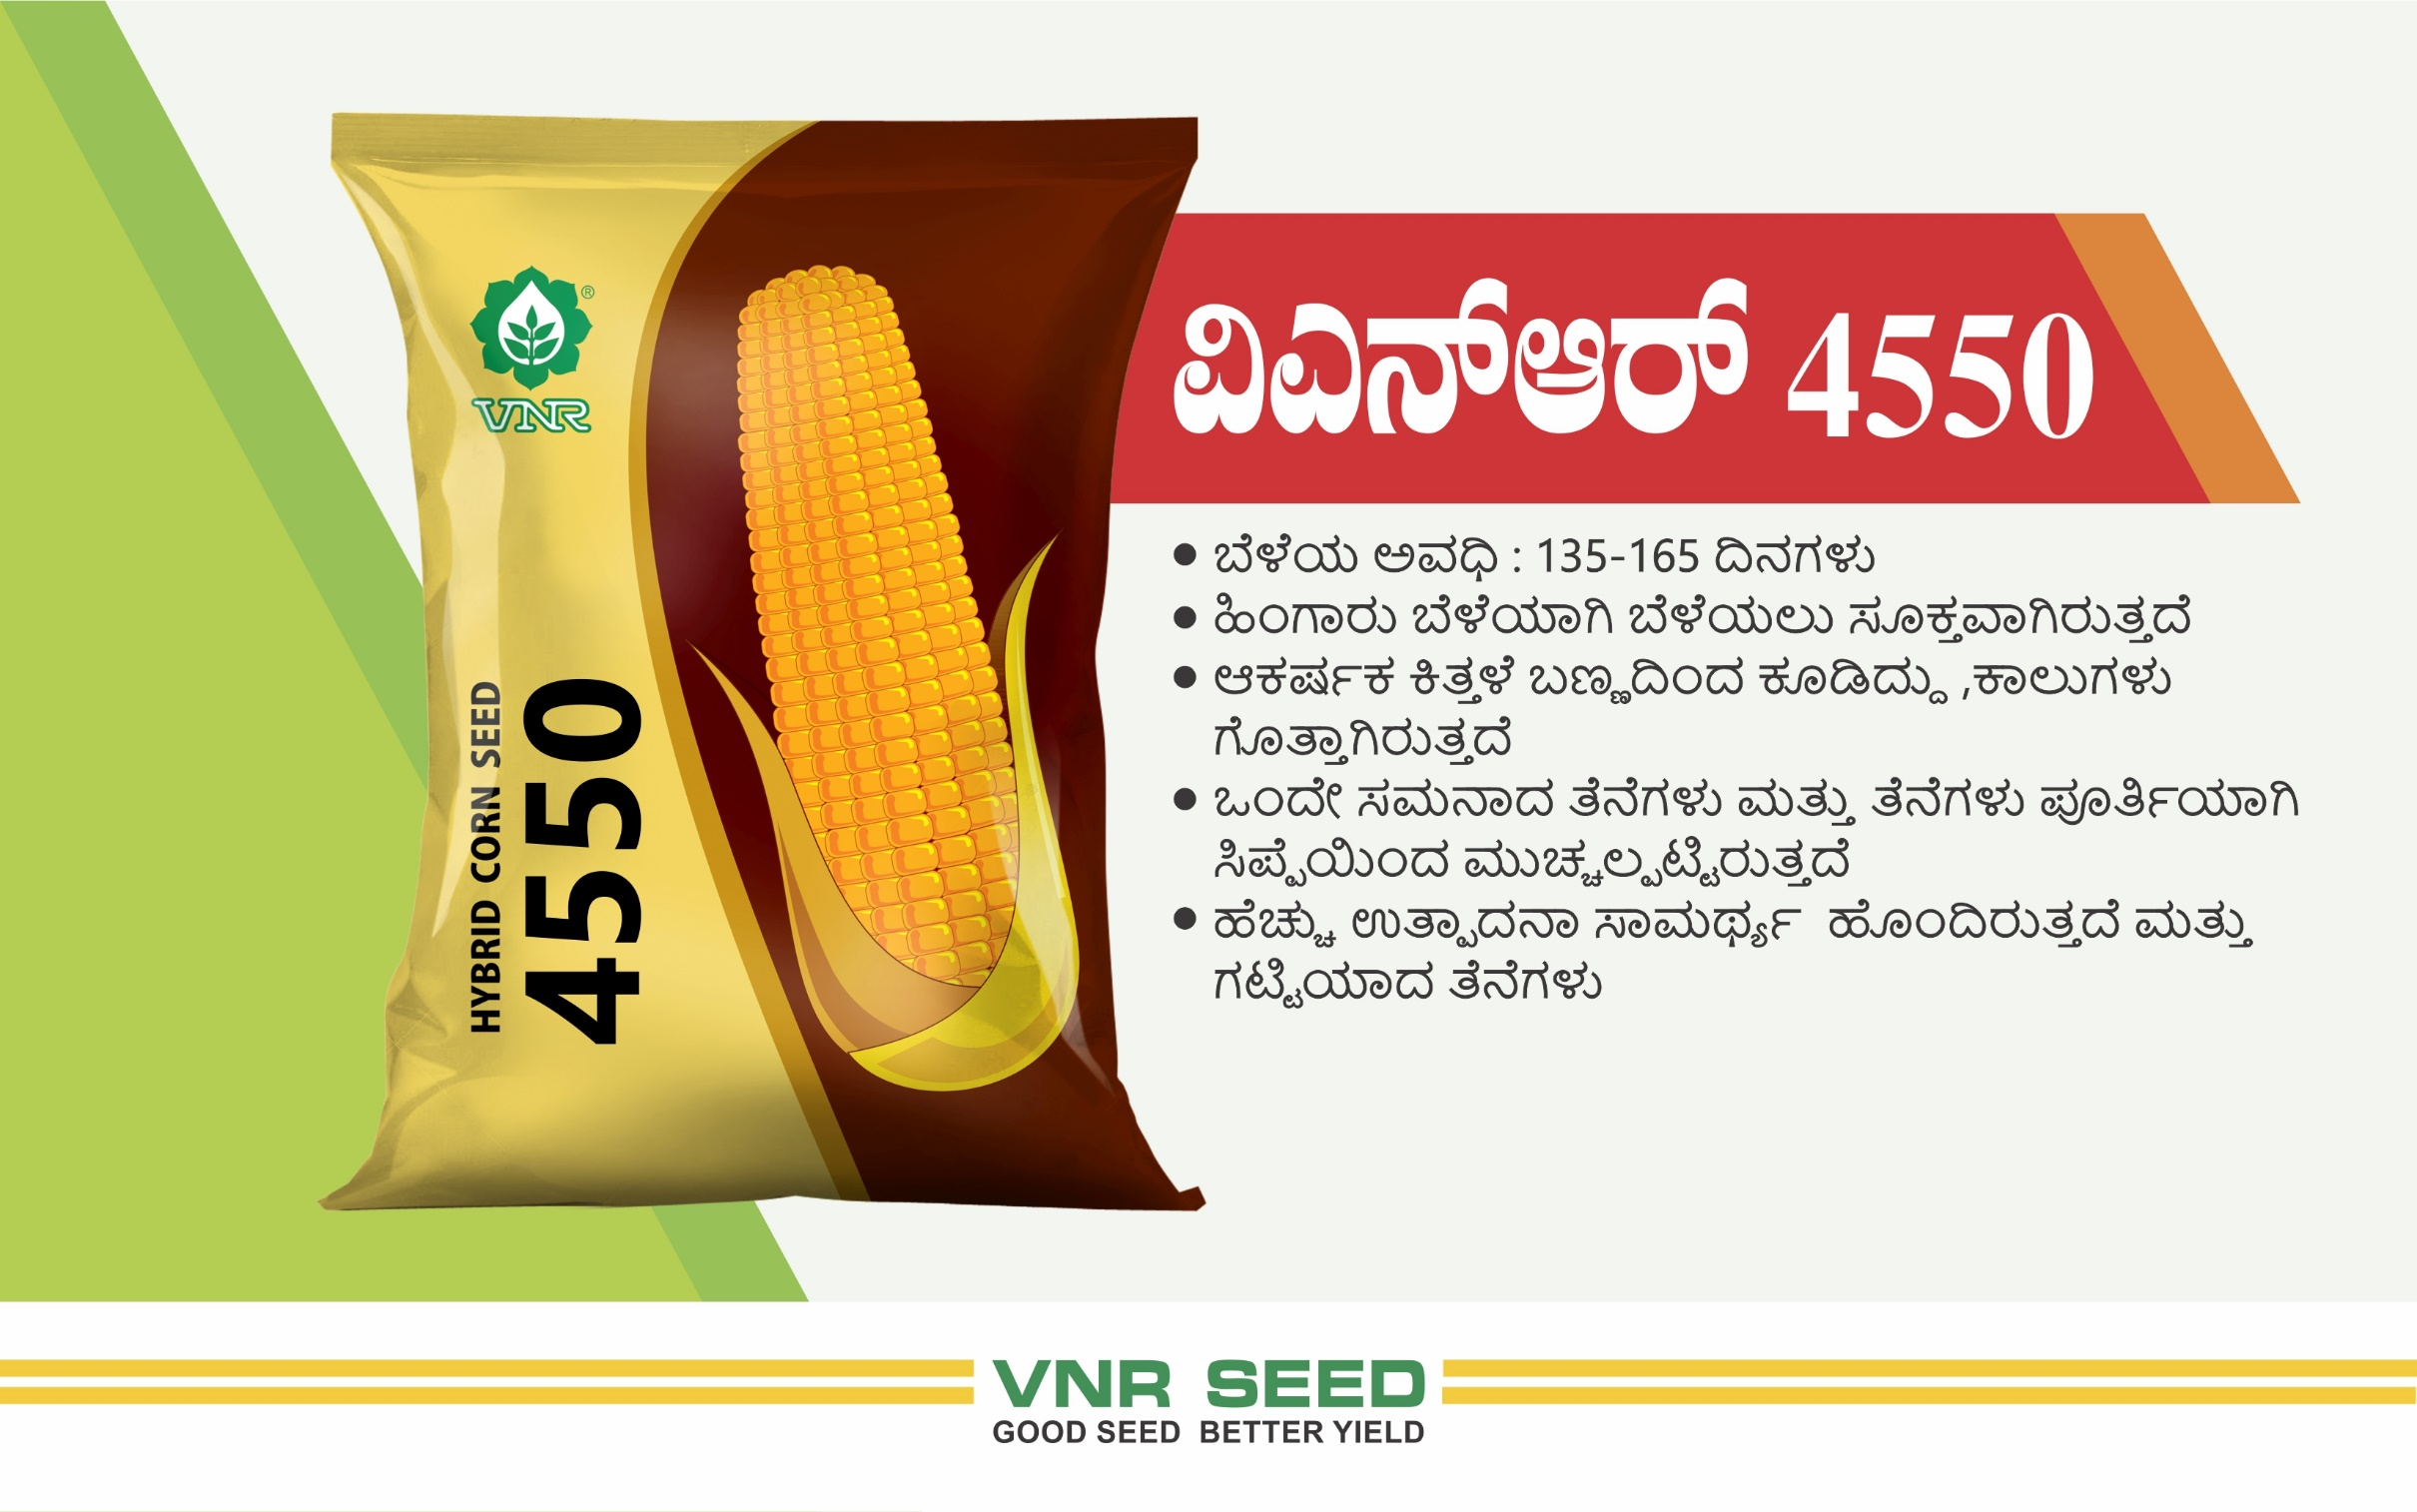 VNR
®
HYBRID CORN SEED
4550
ವಿಎನ್ಆರ್ 4550
• ಬೆಳೆಯ ಅವಧಿ : 135-165 ದಿನಗಳು
• ಹಿಂಗಾರು ಬೆಳೆಯಾಗಿ ಬೆಳೆಯಲು ಸೂಕ್ತವಾಗಿರುತ್ತದೆ
• ಆಕರ್ಷಕ ಕಿತ್ತಳೆ ಬಣ್ಣದಿಂದ ಕೂಡಿದ್ದು ,ಕಾಲುಗಳು
ಗೊತ್ತಾಗಿರುತ್ತದೆ
• ಒಂದೇ ಸಮನಾದ ತೆನೆಗಳು ಮತ್ತು ತೆನೆಗಳು ಪೂರ್ತಿಯಾಗಿ
ಸಿಪ್ಪೆಯಿಂದ ಮುಚ್ಚಲ್ಪಟ್ಟಿರುತ್ತದೆ
• ಹೆಚ್ಚು ಉತ್ಪಾದನಾ ಸಾಮರ್ಥ್ಯ ಹೊಂದಿರುತ್ತದೆ ಮತ್ತು
ಗಟ್ಟಿಯಾದ ತೆನೆಗಳು
VNR SEED
GOOD SEED BETTER YIELD